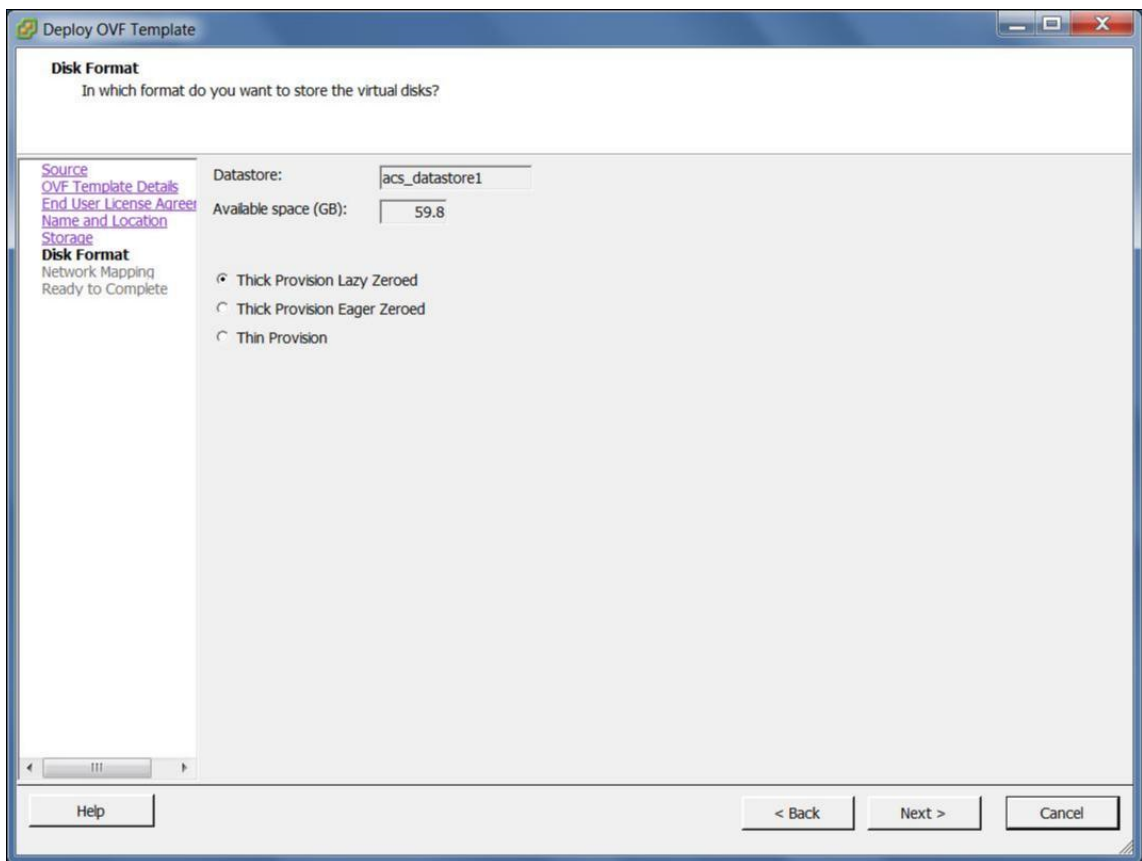 Deploy OVF Template
Disk Format
In which format do you want to store the virtual disks?
Source
OVF Template Details
End User License Agreer
Name and Location
Storage
Disk Format
Network Mapping
Ready to Complete
Datastore: acs_datastore1
Available space (GB): 59.8
Thick Provision Lazy Zeroed
Thick Provision Eager Zeroed
Thin Provision
Help
< Back
Next >
Cancel